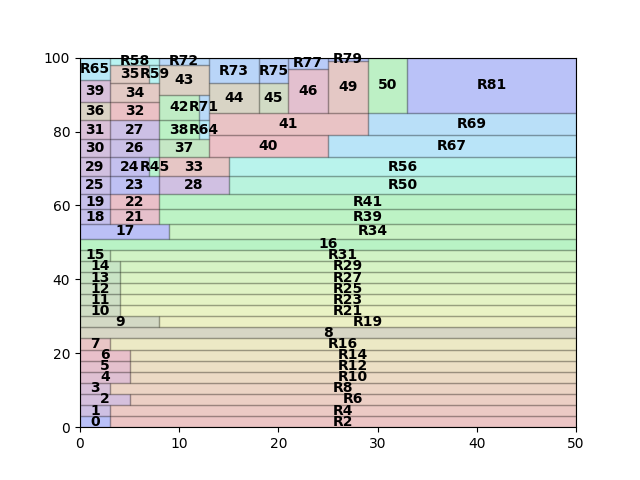 100
80
60
40
20
0
R58 R72 R79
R65 R77
35 R59 R73 R75
39 43 46 49 50 R81
34 44 45
36 32 42 R71
31 27 38 R64 41 R69
30 26 37 40 R67
29 24 R45 33 R56
25 23 28 R50
19 22 R41
18 21 R39
17 R34
16
15 R31
14 R29
13 R27
12 R25
11 R23
10 R21
9 R19
8
7 R16
6 R14
5 R12
4 R10
3 R8
2 R6
1 R4
0 R2
0 10 20 30 40 50